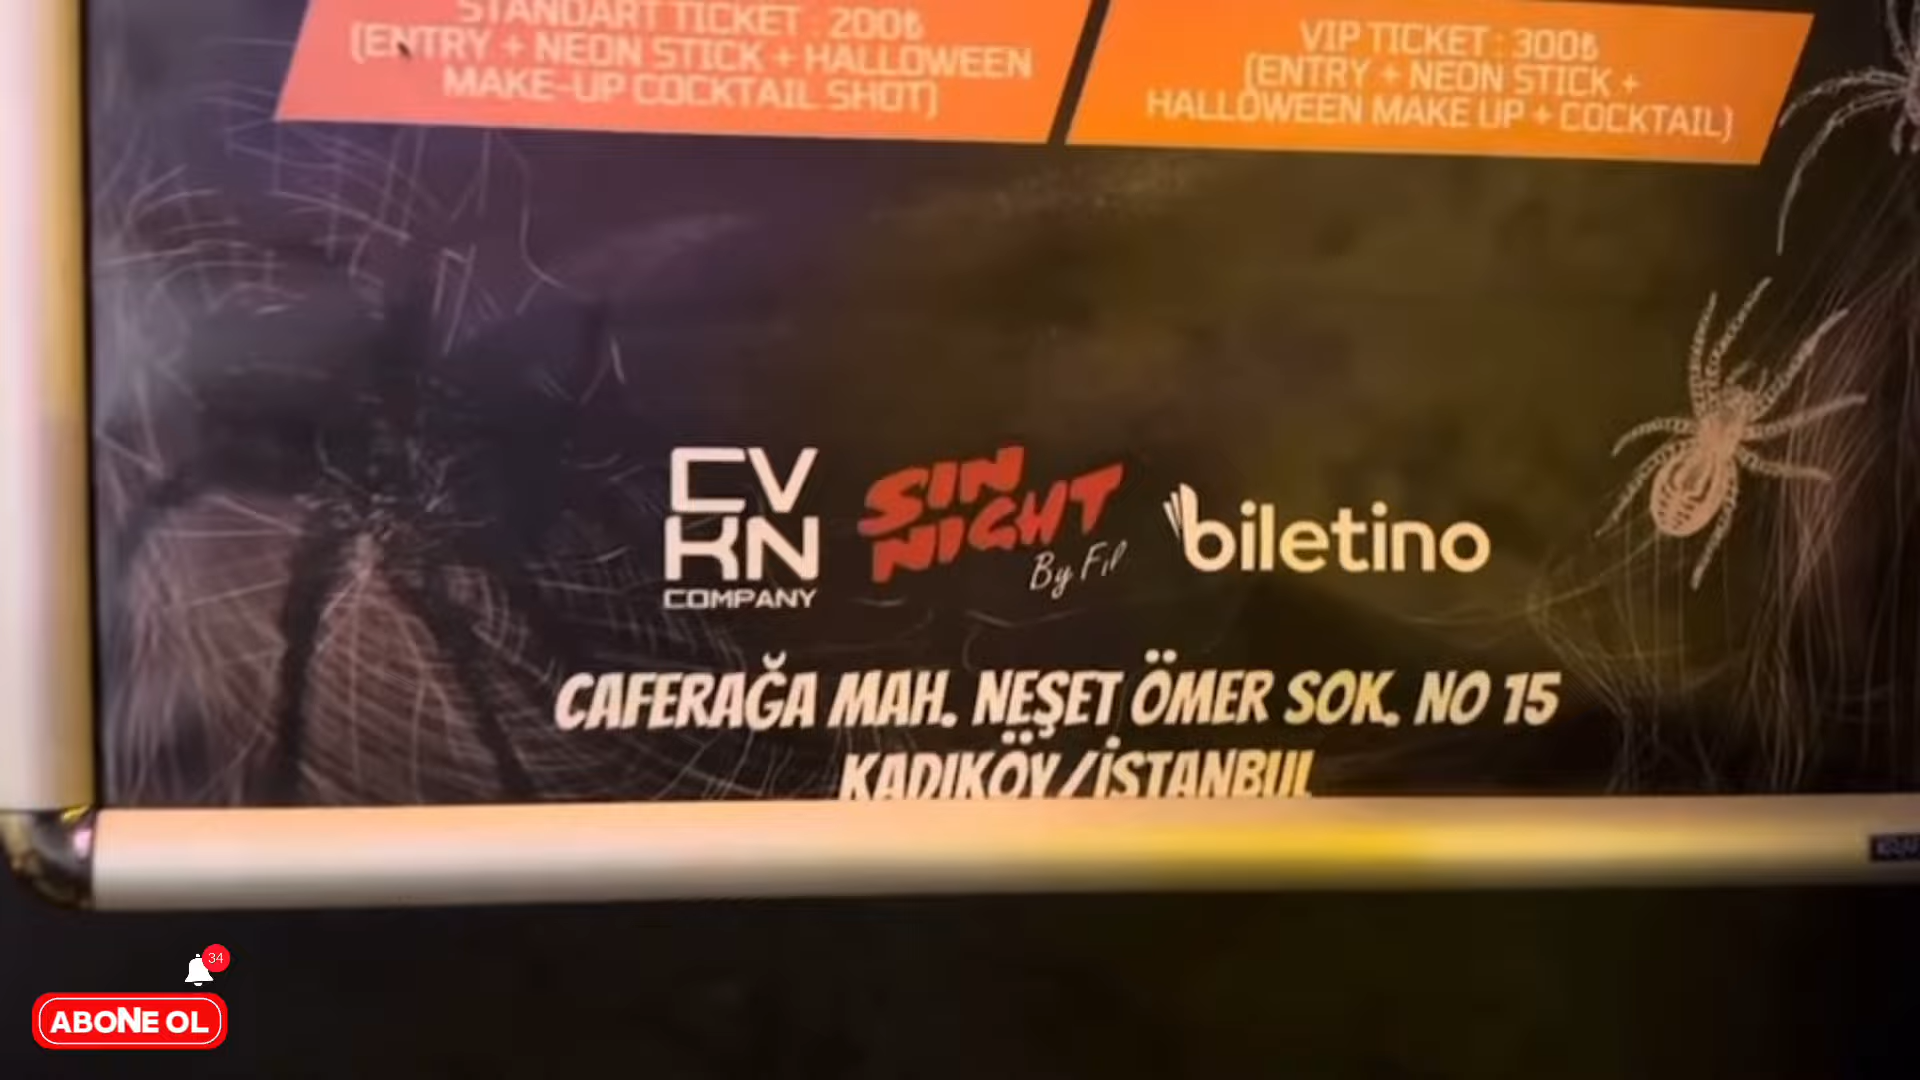 STANDART TICKET : 200₺
(ENTRY + NEON STICK + HALLOWEEN
MAKE-UP COCKTAIL SHOT)
VIP TICKET : 300₺
(ENTRY + NEON STICK +
HALLOWEEN MAKE UP + COCKTAIL)
CV
KN
COMPANY
SIN
NIGHT
By Fil
biletino
CAFERAĞA MAH. NEŞET ÖMER SOK. NO 15
KADIKÖY/İSTANBUL
34
ABONE OL